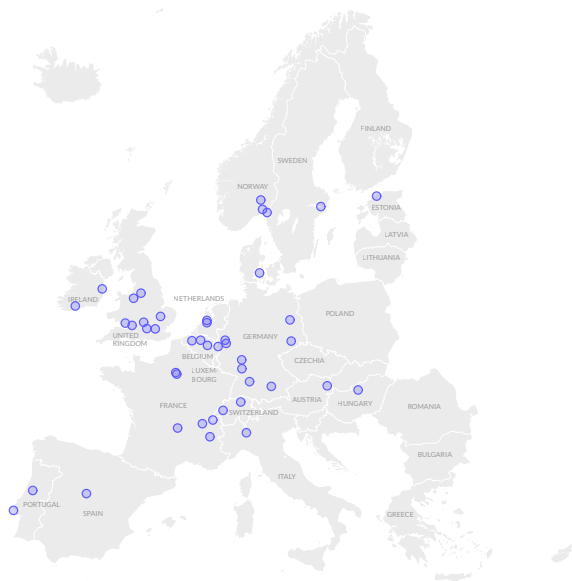 FINLAND
SWEDEN
NORWAY
ESTONIA
LATVIA
LITHUANIA
NETHERLANDS
IRELAND
POLAND
UNITED
KINGDOM
GERMANY
BELGIUM
CZECHIA
LUXEM-
BOURG
AUSTRIA
HUNGARY
FRANCE
SWITZERLAND
ROMANIA
BULGARIA
ITALY
PORTUGAL
SPAIN
GREECE